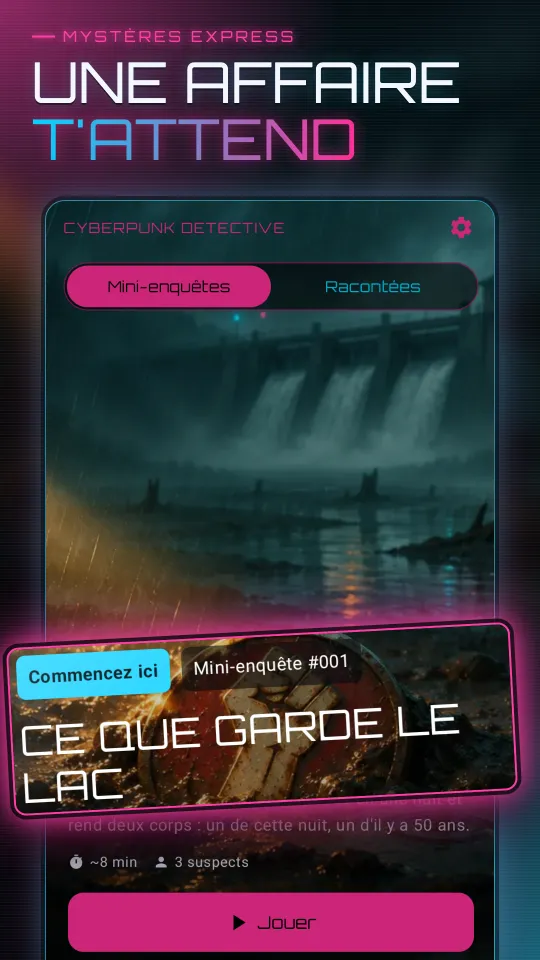 MYSTÈRES EXPRESS
UNE AFFAIRE
T'ATTEND
CYBERPUNK DETECTIVE
Mini-enquêtes
Racontées
Commencez ici
Mini-enquête #001
CE QUE GARDE LE
LAC
rend deux corps : un de cette nuit, un d'il y a 50 ans.
~8 min
3 suspects
Jouer